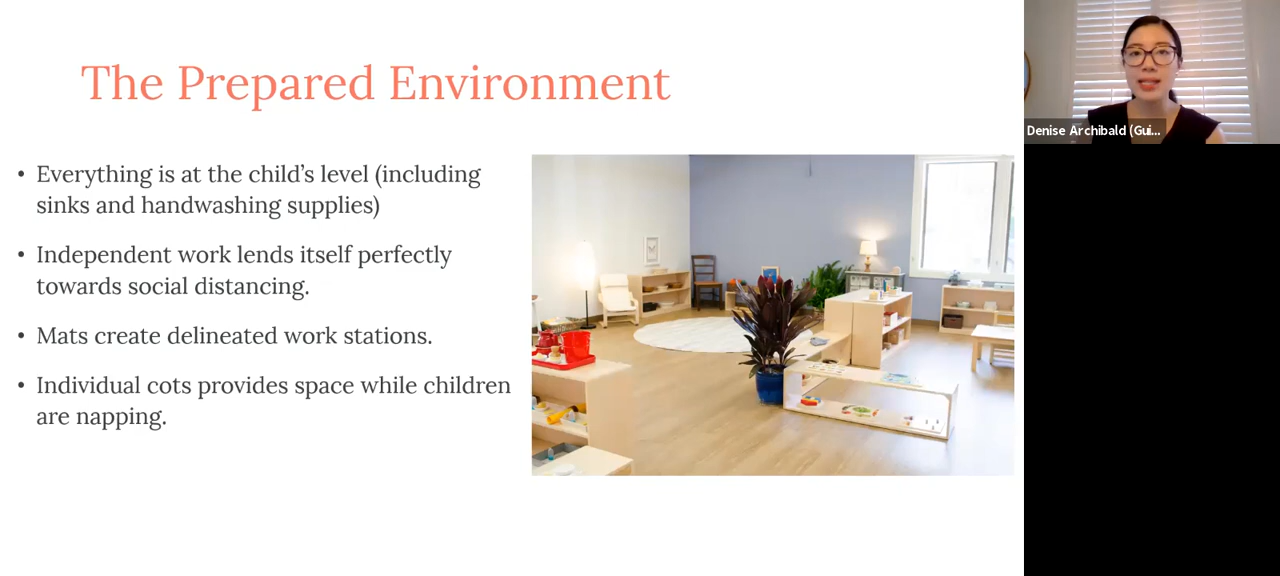 The Prepared Environment
• Everything is at the child’s level (including
sinks and handwashing supplies)
• Independent work lends itself perfectly
towards social distancing.
• Mats create delineated work stations.
• Individual cots provides space while children
are napping.
Denise Archibald (Gui...